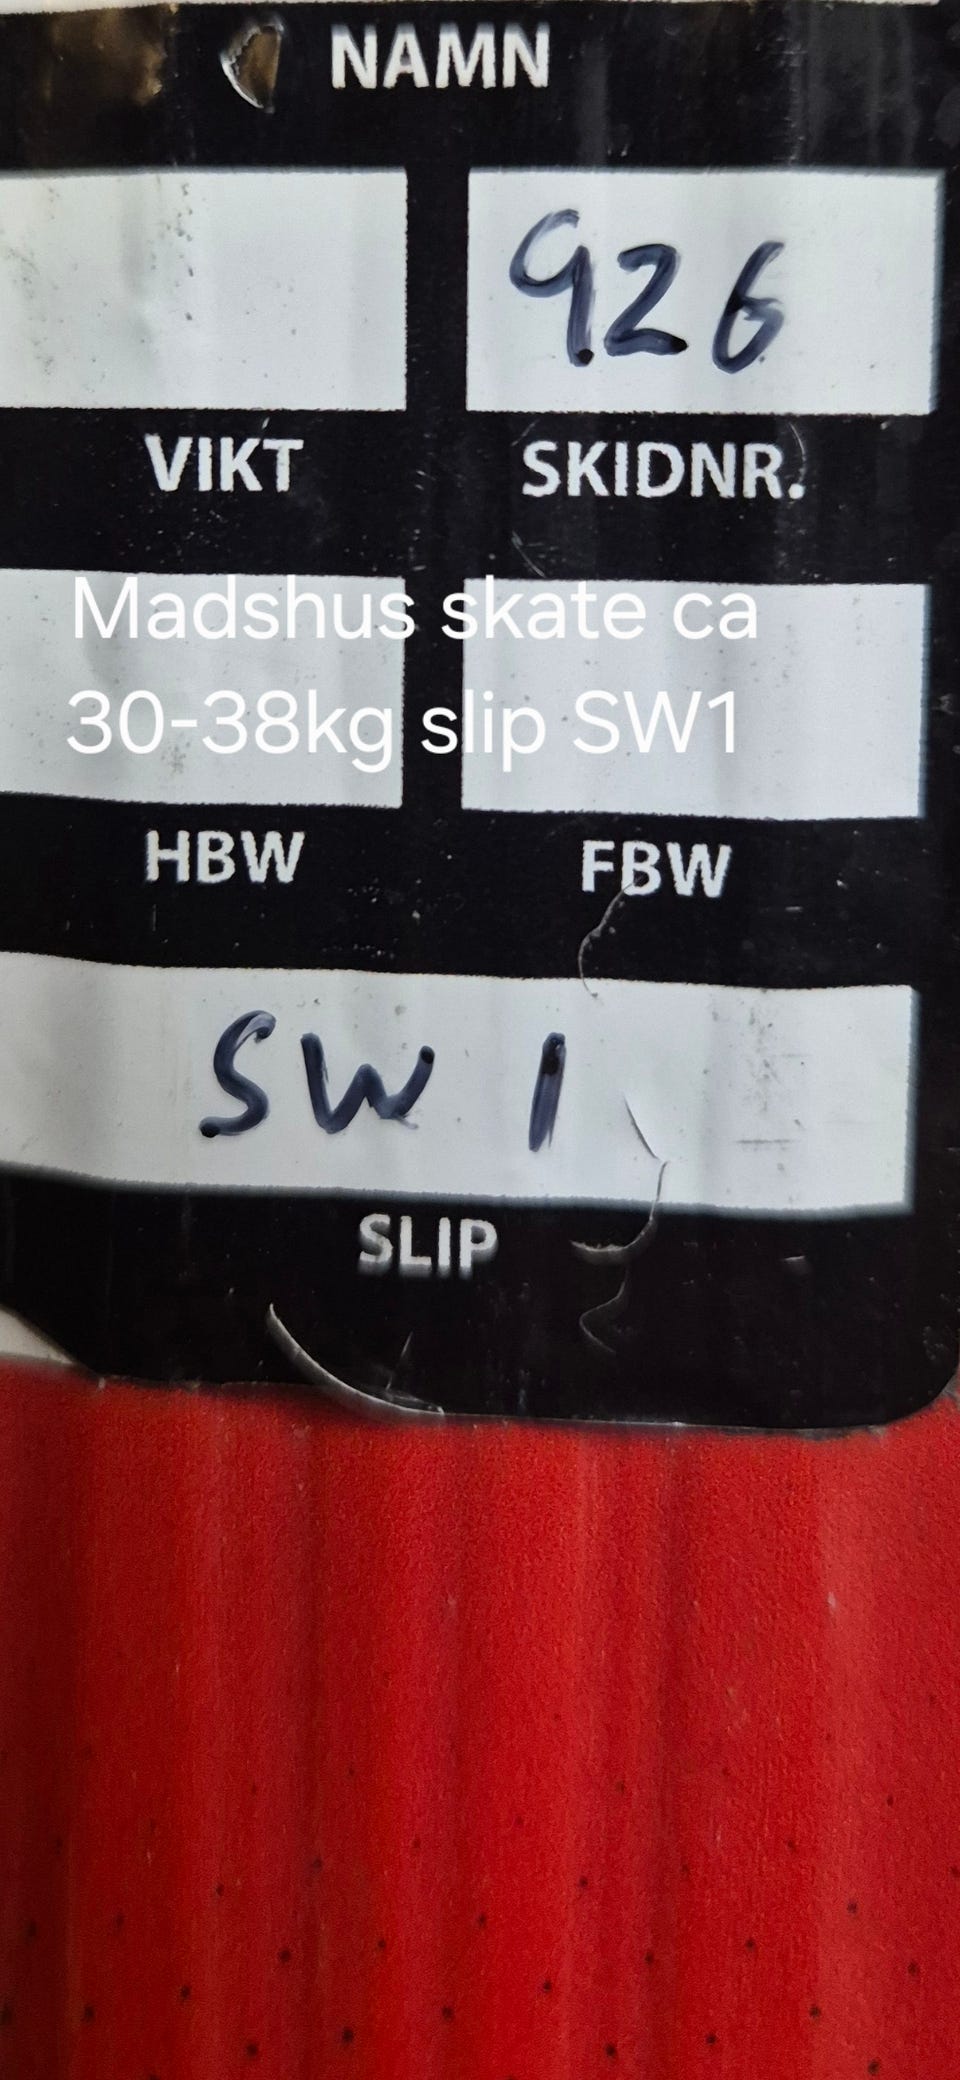 NAMN
926
VIKT SKIDNR.
Madshus skate ca
30-38kg slip SW1
HBW FBW
SW 1
SLIP